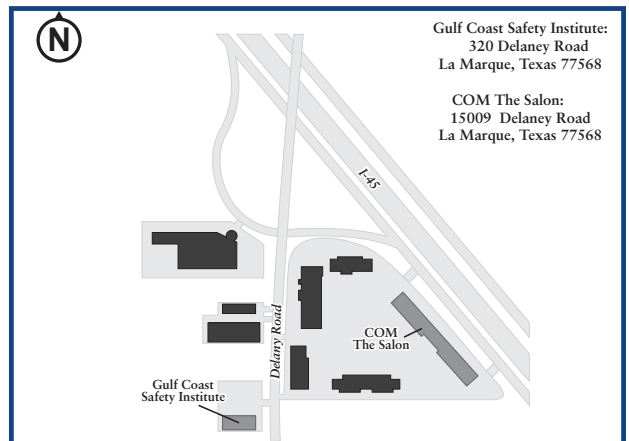 N
Gulf Coast Safety Institute:
320 Delaney Road
La Marque, Texas 77568
COM The Salon:
15009 Delaney Road
La Marque, Texas 77568
I-45
Delany Road
COM
The Salon
Gulf Coast
Safety Institute